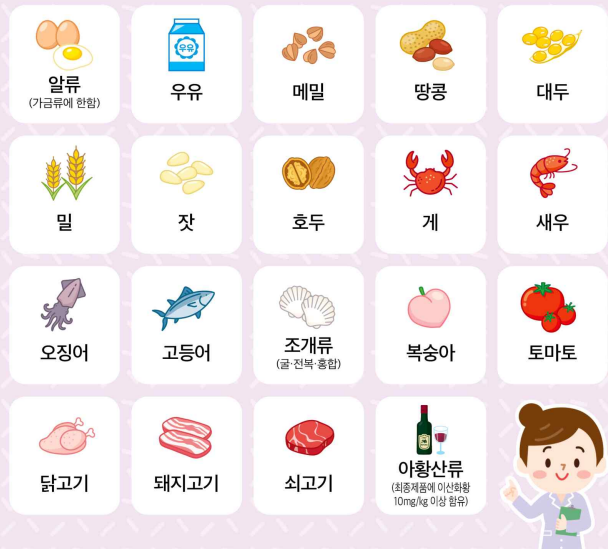 우유
알류
(가금류에 한함)
우유
메밀
땅콩
대두
밀
잣
호두
게
새우
오징어
고등어
조개류
(굴·전복·홍합)
복숭아
토마토
닭고기
돼지고기
쇠고기
아황산류
(최종제품에 이산화황
10mg/kg 이상 함유)